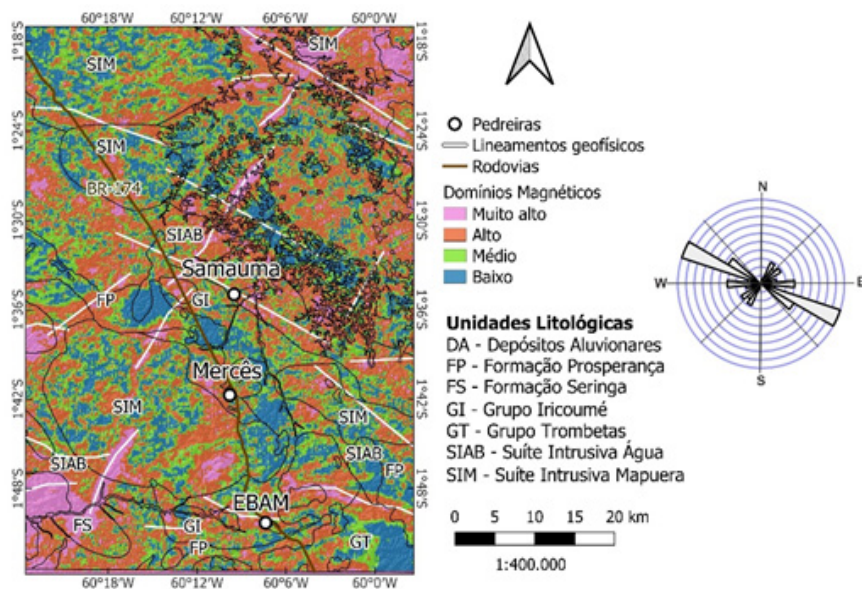 60°18'W 60°12'W 60°6'W 60°0'W
1°18'S 1°18'S
SIM
SIM
1°24'S 1°24'S
SIM
BR-174
1°30'S 1°30'S
SIAB
Samauma
FP
GI
1°36'S 1°36'S
Mercês
1°42'S 1°42'S
SIM
SIM
SIAB
SIAB
FP
1°48'S 1°48'S
EBAM
FS
GI
GT
FP
60°18'W 60°12'W 60°6'W 60°0'W
Pedreiras
Lineamentos geofísicos
Rodovias
Domínios Magnéticos
Muito alto
Alto
Médio
Baixo
Unidades Litológicas
DA - Depósitos Aluvionares
FP - Formação Prosperança
FS - Formação Seringa
GI - Grupo Iricoumé
GT - Grupo Trombetas
SIAB - Suíte Intrusiva Água
SIM - Suíte Intrusiva Mapuera
0 5 10 15 20 km
1:400.000
N
W E
S